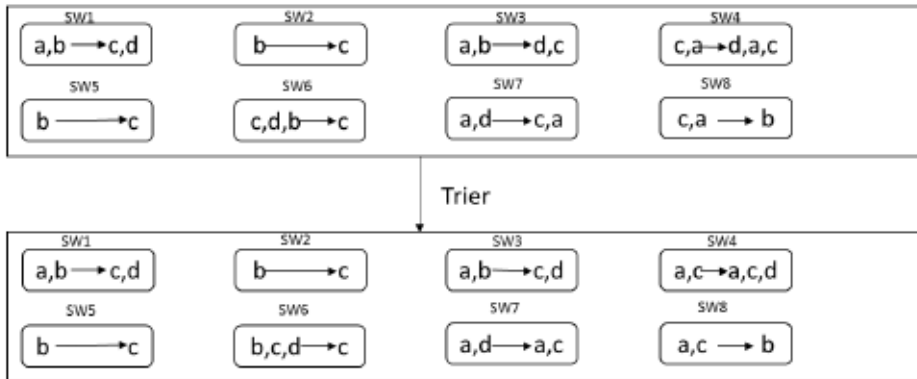 SW1 SW2 SW3 SW4
a,b → c,d b → c a,b → d,c c,a → d,a,c
SW5 SW6 SW7 SW8
b → c c,d,b → c a,d → c,a c,a → b
Trier
SW1 SW2 SW3 SW4
a,b → c,d b → c a,b → c,d a,c → a,c,d
SW5 SW6 SW7 SW8
b → c b,c,d → c a,d → a,c a,c → b